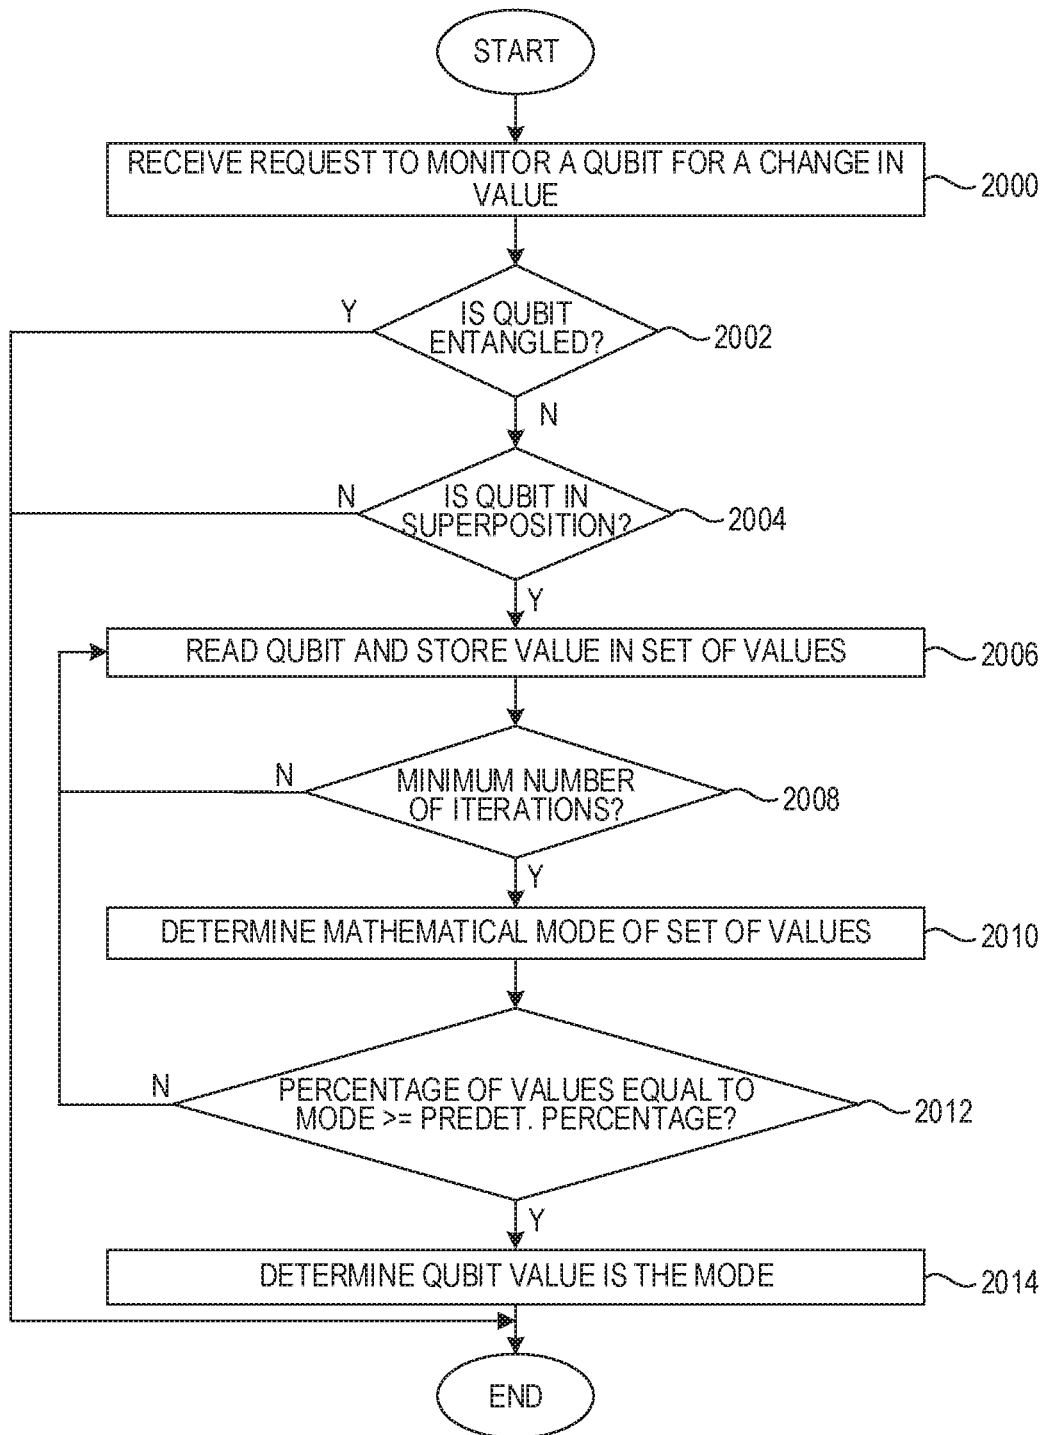 START
RECEIVE REQUEST TO MONITOR A QUBIT FOR A CHANGE IN
VALUE
2000
Y
IS QUBIT
ENTANGLED?
2002
N
N
IS QUBIT IN
SUPERPOSITION?
2004
Y
READ QUBIT AND STORE VALUE IN SET OF VALUES
2006
N
MINIMUM NUMBER
OF ITERATIONS?
2008
Y
DETERMINE MATHEMATICAL MODE OF SET OF VALUES
2010
N
PERCENTAGE OF VALUES EQUAL TO
MODE >= PREDET. PERCENTAGE?
2012
Y
DETERMINE QUBIT VALUE IS THE MODE
2014
END